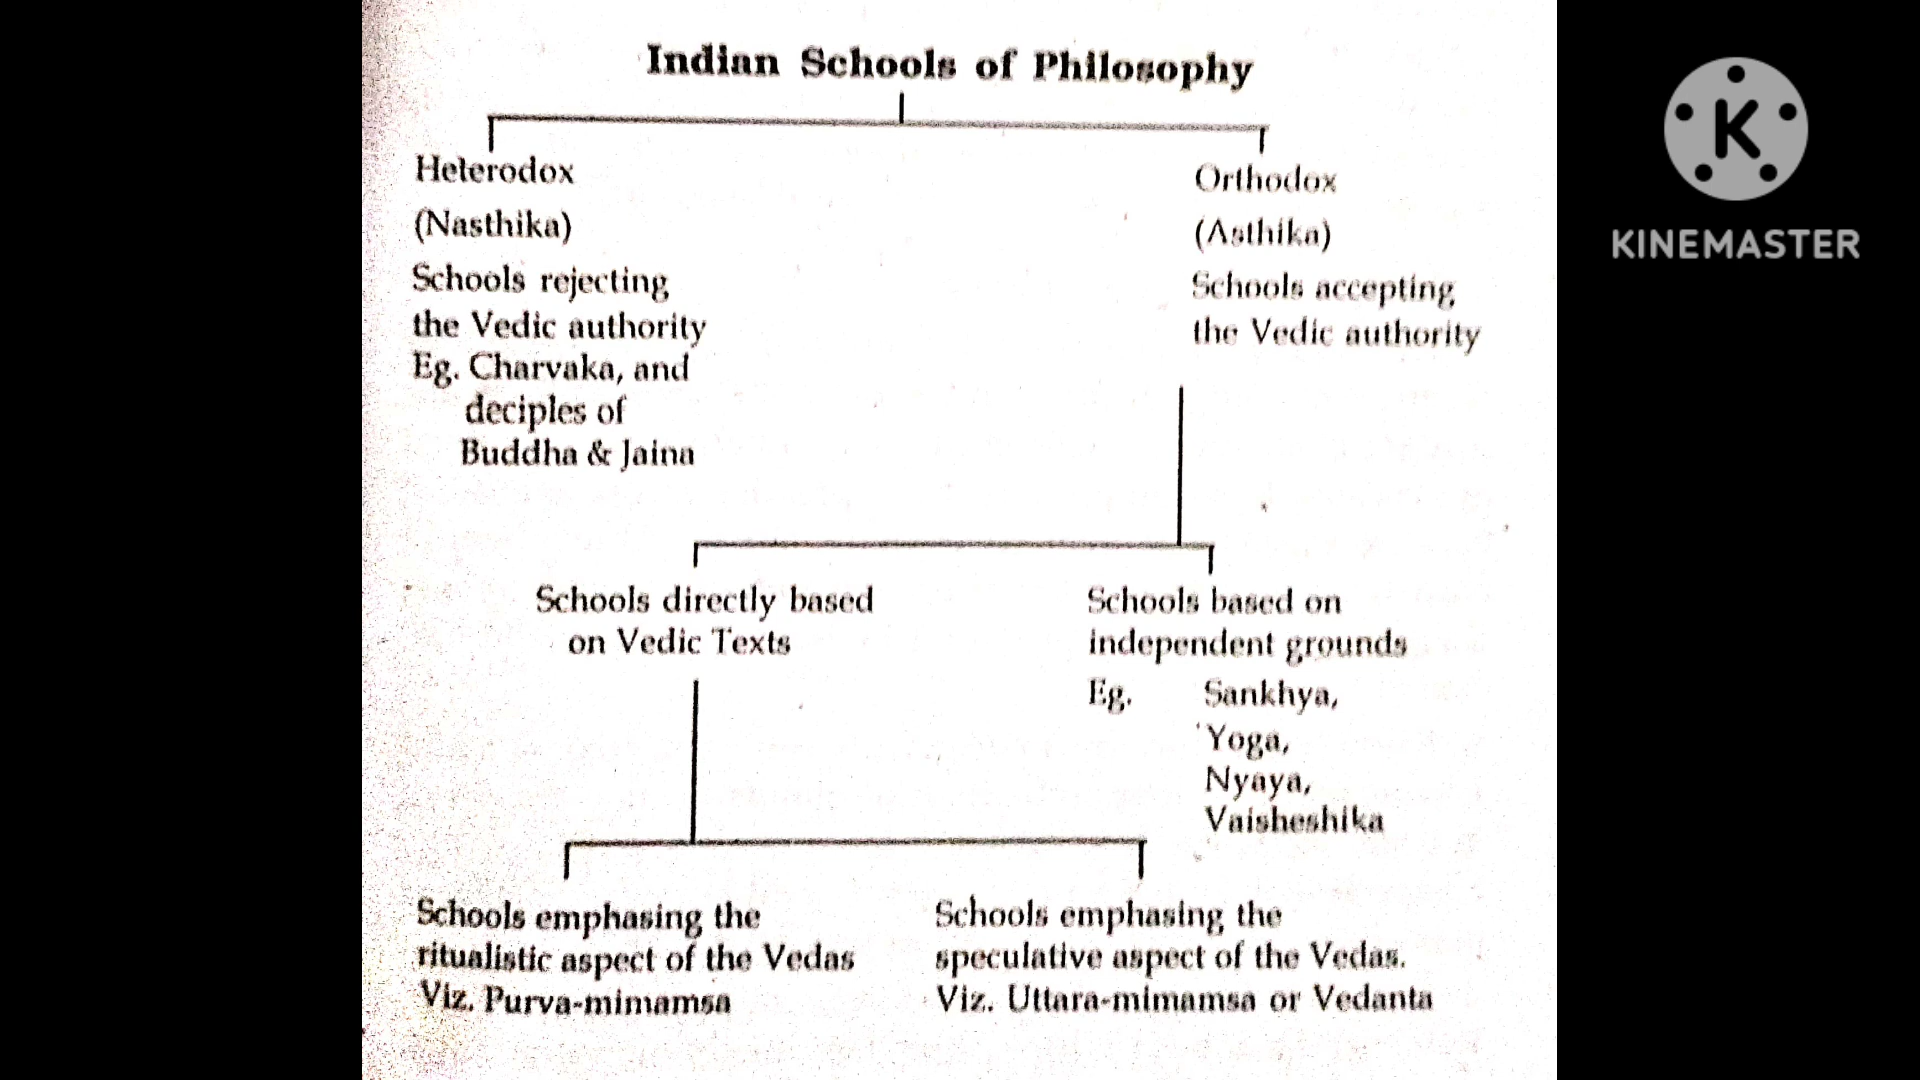 Indian Schools of Philosophy
Heterodox
(Nasthika)
Schools rejecting
the Vedic authority
Eg. Charvaka, and
deciples of
Buddha & Jaina
Orthodox
(Asthika)
Schools accepting
the Vedic authority
Schools directly based
on Vedic Texts
Schools based on
independent grounds
Eg. Sankhya,
Yoga,
Nyaya,
Vaisheshika
Schools emphasing the
ritualistic aspect of the Vedas
Viz. Purva-mimamsa
Schools emphasing the
speculative aspect of the Vedas.
Viz. Uttara-mimamsa or Vedanta
K
KINEMASTER